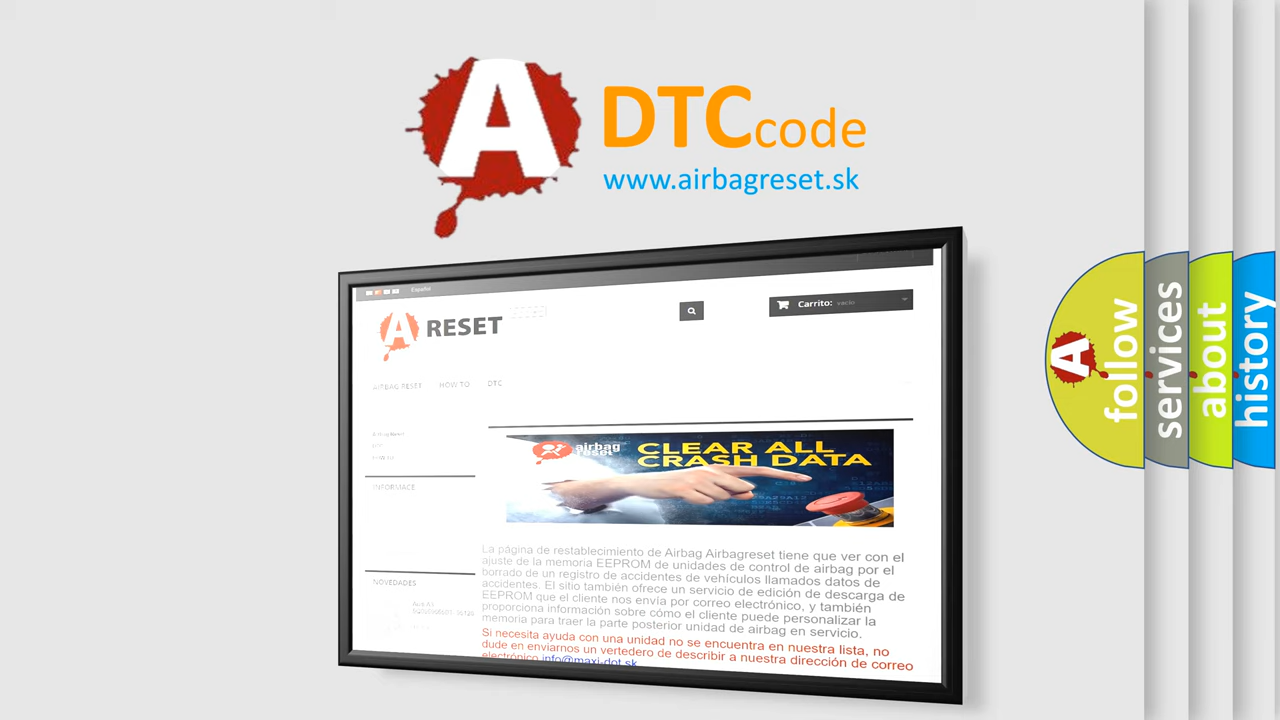 A DTCcode
www.airbagreset.sk
Español
A RESET
Carrito: vacío
AIRBAG RESET HOW TO DTC
Airbag Reset
HOW TO
INFORMACE
airbag
reset
CLEAR ALL
CRASH DATA
La página de restablecimiento de Airbag Airbagreset tiene que ver con el
ajuste de la memoria EEPROM de unidades de control de airbag por el
borrado de un registro de accidentes de vehículos llamados datos de
accidentes. El sitio también ofrece un servicio de edición de descarga de
EEPROM que el cliente nos envía por correo electrónico, y también
proporciona información sobre cómo el cliente puede personalizar la
memoria para traer la parte posterior unidad de airbag en servicio.
Si necesita ayuda con una unidad no se encuentra en nuestra lista, no
dude en enviarnos un vertedero de describir a nuestra dirección de correo
electrónico info@maxi-dot.sk
NOVEDADES
A follow
services
about
history